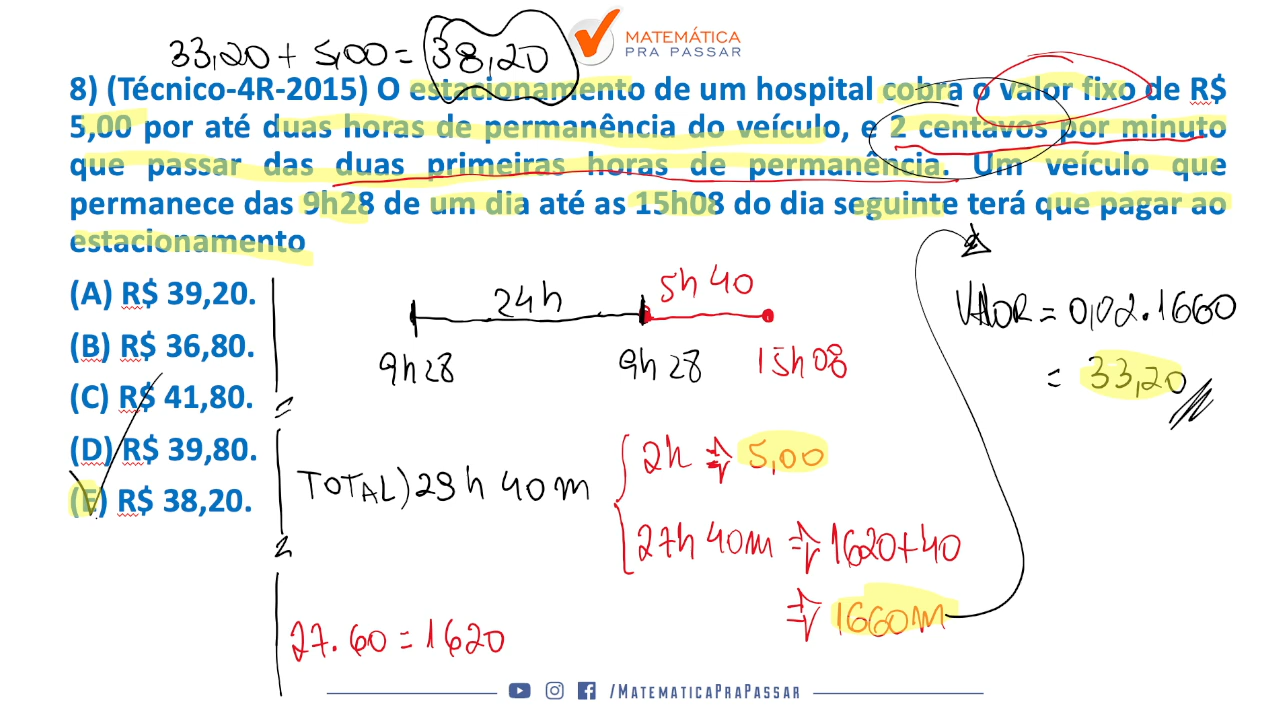 33,20 + 5,00 = 38,20
MATEMÁTICA
PRA PASSAR
8) (Técnico-4R-2015) O estacionamento de um hospital cobra o valor fixo de R$
5,00 por até duas horas de permanência do veículo, e 2 centavos por minuto
que passar das duas primeiras horas de permanência. Um veículo que
permanece das 9h28 de um dia até as 15h08 do dia seguinte terá que pagar ao
estacionamento
(A) R$ 39,20.
(B) R$ 36,80.
(C) R$ 41,80.
(D) R$ 39,80.
(E) R$ 38,20.
24h 5h 40
9h28 9h28 15h08
VALOR = 0,02.1660
= 33,20
TOTAL) 29h 40m
2h ⇒ 5,00
27h 40m ⇒ 1620+40
⇒ 1660m
27.60 = 1620
/MATEMATICAPRAPASSAR